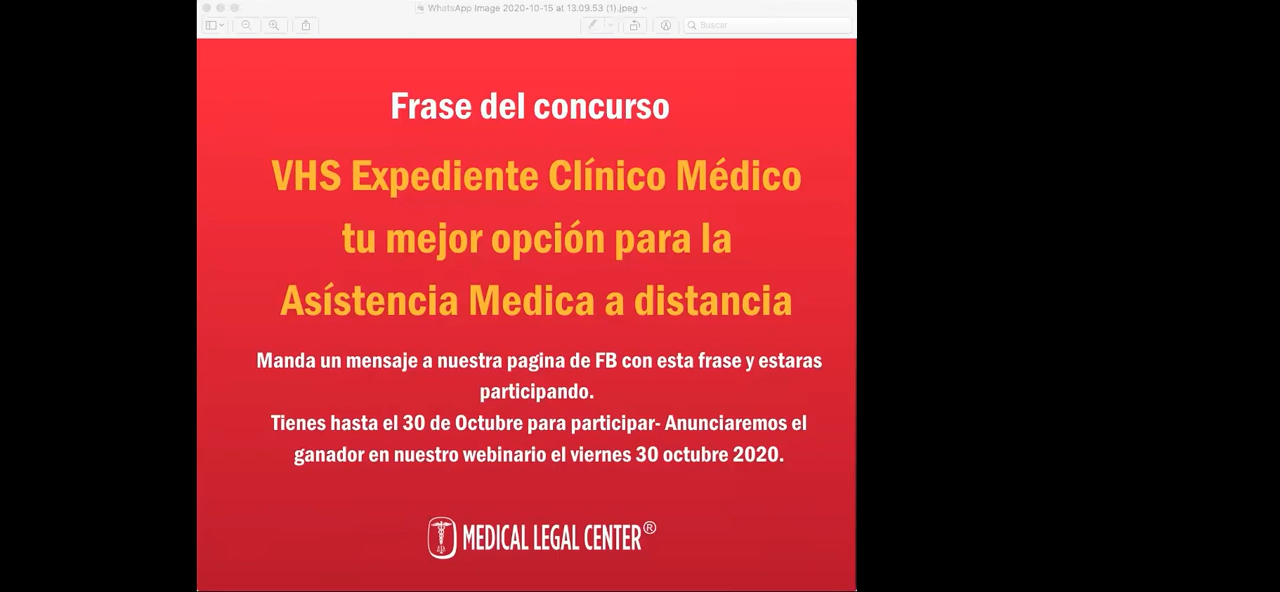 WhatsApp Image 2020-10-15 at 13.09.53 (1).jpeg
Buscar
Frase del concurso
VHS Expediente Clínico Médico
tu mejor opción para la
Asístencia Medica a distancia
Manda un mensaje a nuestra pagina de FB con esta frase y estaras
participando.
Tienes hasta el 30 de Octubre para participar- Anunciaremos el
ganador en nuestro webinario el viernes 30 octubre 2020.
MEDICAL LEGAL CENTER®